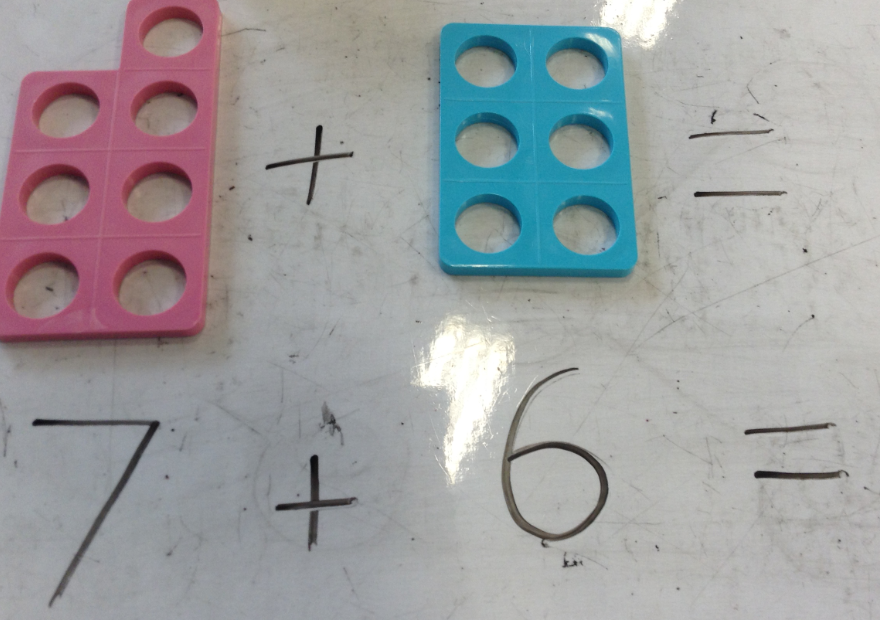 + =
7 + 6 =